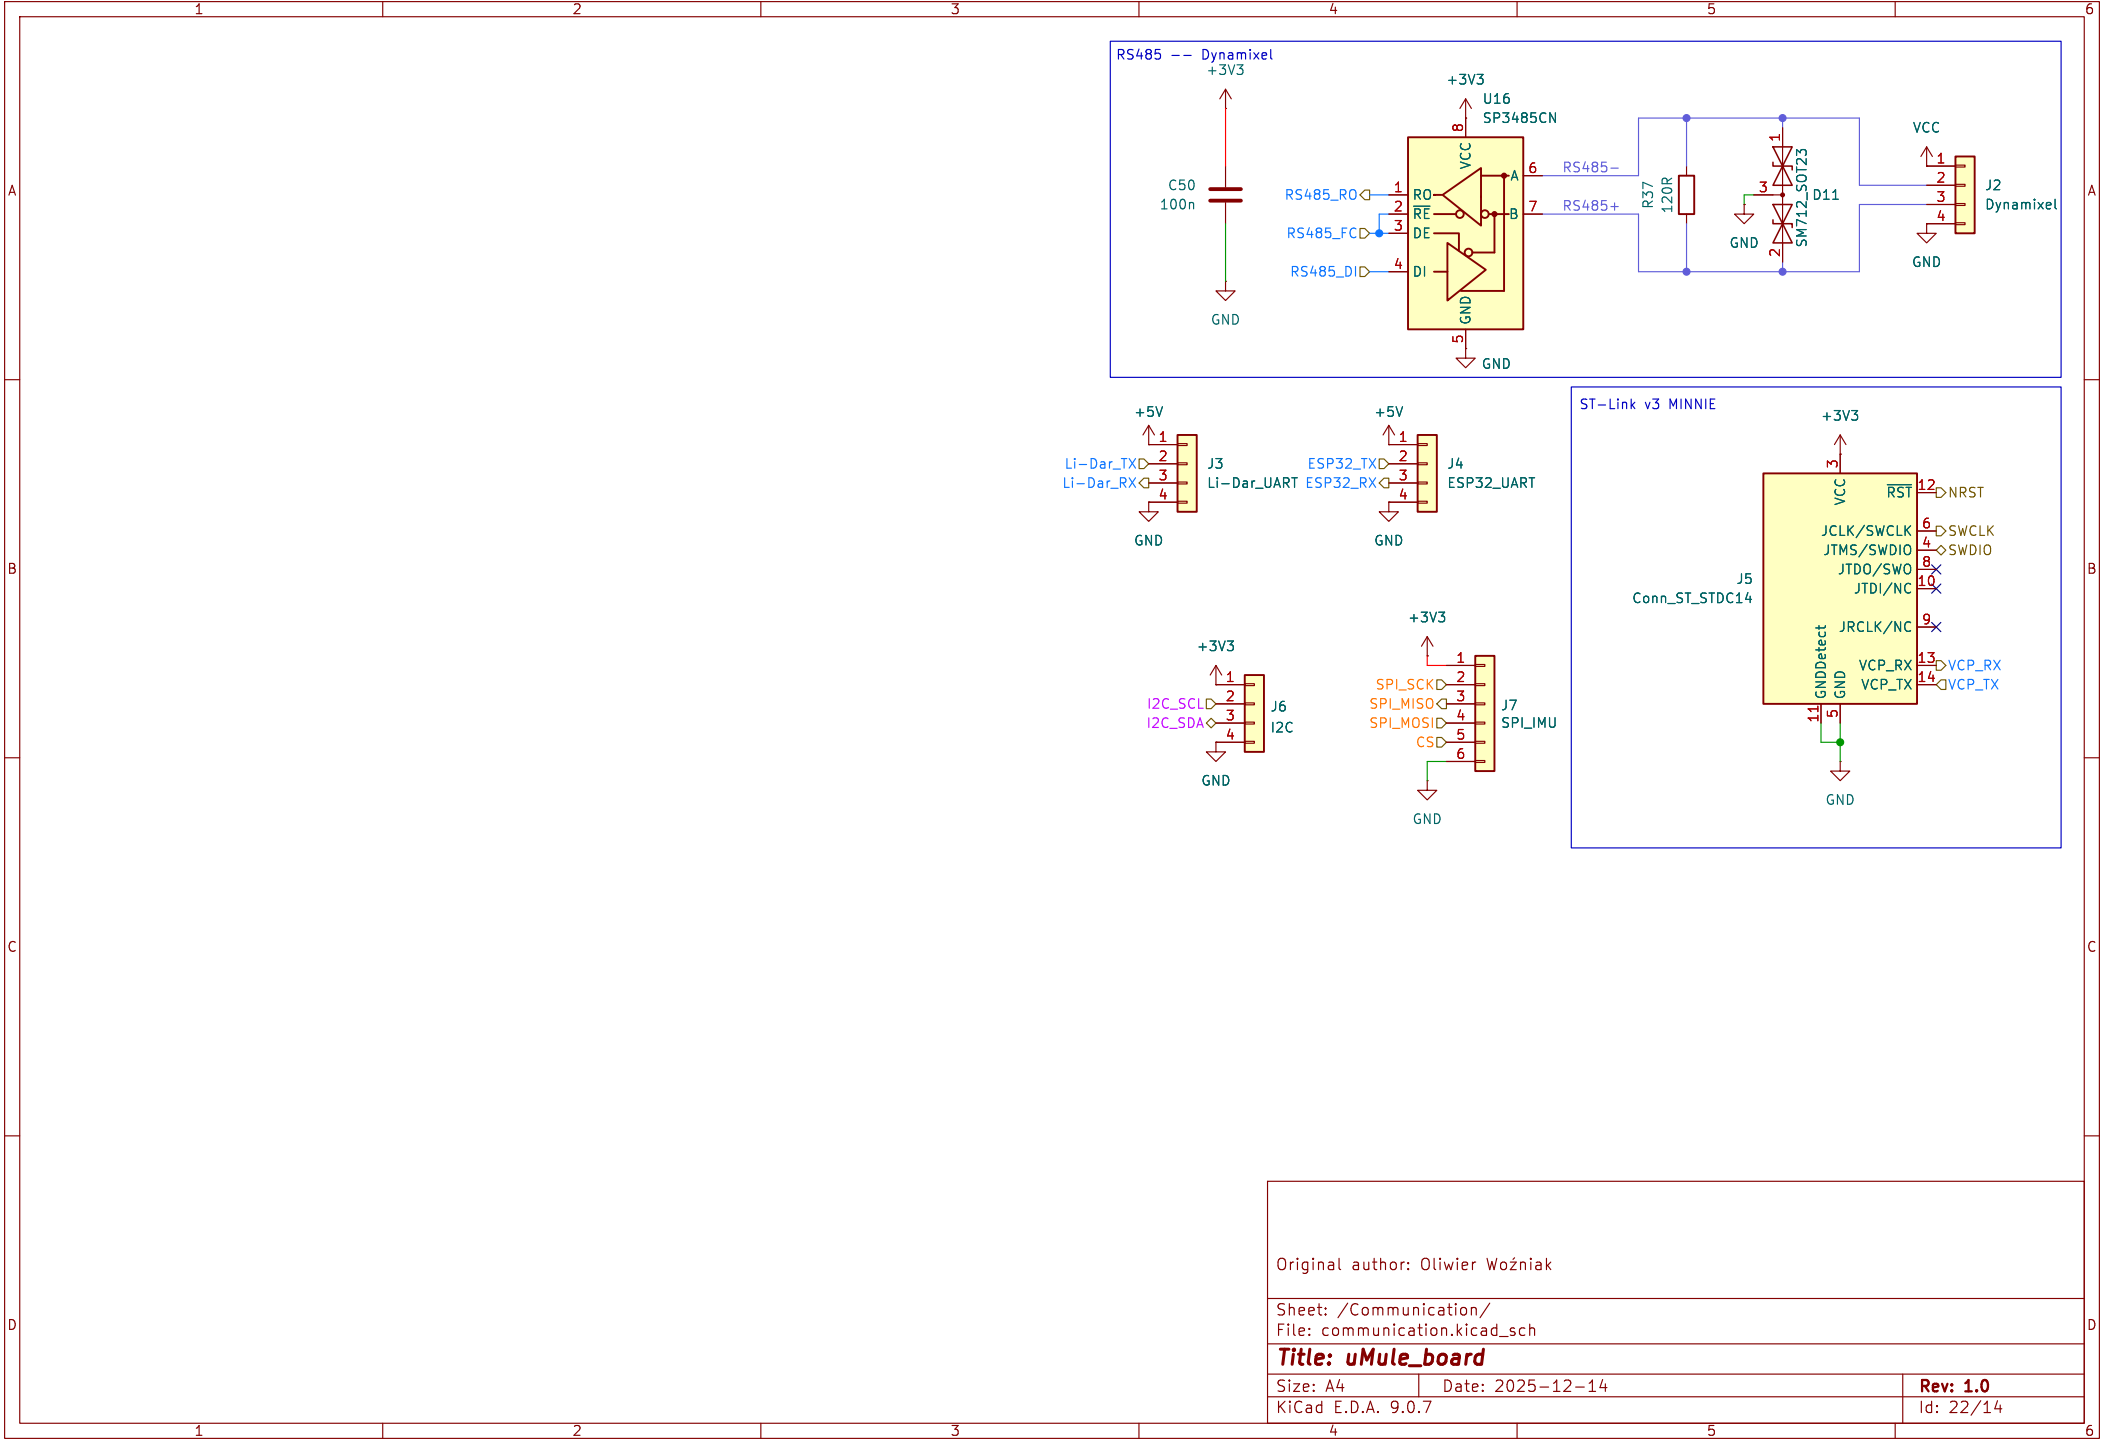 1 2 3 4 5 6
A A
B B
C C
D D
RS485 -- Dynamixel
+3V3
C50
100n
GND
+3V3
U16
SP3485CN
8
VCC
RS485_RO
1
RO
2
RE
RS485_FC
3
DE
RS485_DI
4
DI
GND
5
GND
A
6
RS485-
B
7
RS485+
R37
120R
1
3
2
GND
SM712_SOT23
D11
VCC
1
2
3
4
J2
Dynamixel
GND
+5V
1
Li-Dar_TX
2
Li-Dar_RX
3
4
J3
Li-Dar_UART
GND
+5V
1
ESP32_TX
2
ESP32_RX
3
4
J4
ESP32_UART
GND
ST-Link v3 MINNIE
+3V3
3
VCC
J5
Conn_ST_STDC14
RST 12 NRST
JCLK/SWCLK 6 SWCLK
JTMS/SWDIO 4 SWDIO
JTDO/SWO 8
JTDI/NC 10
JRCLK/NC 9
VCP_RX 13 VCP_RX
VCP_TX 14 VCP_TX
GNDDetect
GND
11
5
GND
+3V3
1
I2C_SCL
2
I2C_SDA
3
4
J6
I2C
GND
+3V3
1
SPI_SCK
2
SPI_MISO
3
SPI_MOSI
4
CS
5
6
J7
SPI_IMU
GND
Original author: Oliwier Woźniak
Sheet: /Communication/
File: communication.kicad_sch
Title: uMule_board
Size: A4 Date: 2025-12-14 Rev: 1.0
KiCad E.D.A. 9.0.7 Id: 22/14
1 2 3 4 5 6